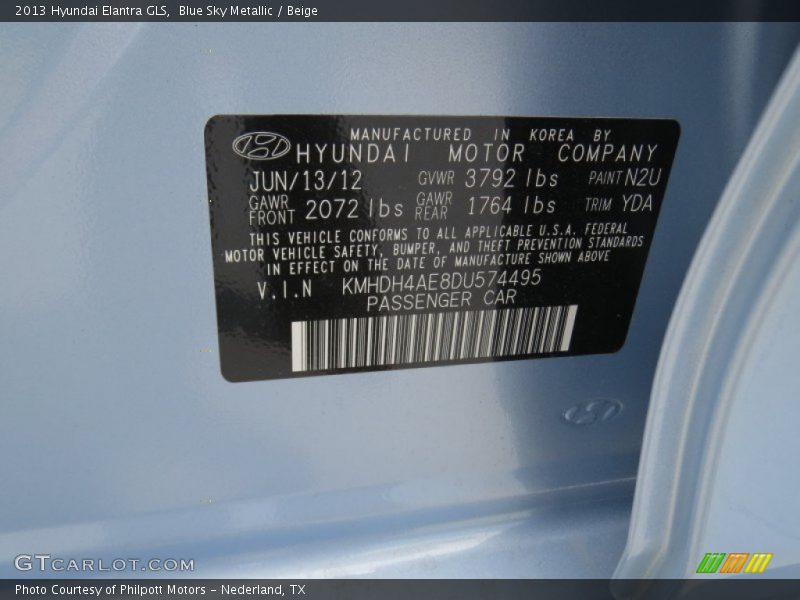 2013 Hyundai Elantra GLS, Blue Sky Metallic / Beige
MANUFACTURED IN KOREA BY
HYUNDAI MOTOR COMPANY
JUN/13/12 GVWR 3792 lbs PAINT N2U
GAWR FRONT 2072 lbs GAWR REAR 1764 lbs TRIM YDA
THIS VEHICLE CONFORMS TO ALL APPLICABLE U.S.A. FEDERAL
MOTOR VEHICLE SAFETY, BUMPER, AND THEFT PREVENTION STANDARDS
IN EFFECT ON THE DATE OF MANUFACTURE SHOWN ABOVE
V.I.N KMHDH4AE8DU574495
PASSENGER CAR
GTCARLOT.COM
Photo Courtesy of Philpott Motors - Nederland, TX